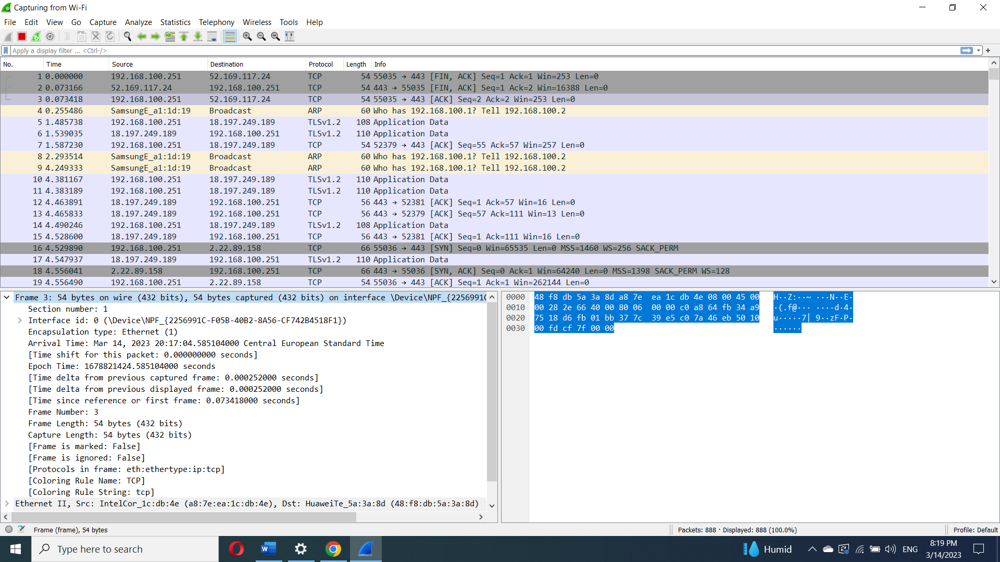 Capturing from Wi-Fi
File Edit View Go Capture Analyze Statistics Telephony Wireless Tools Help
Apply a display filter ... <Ctrl-/>
No. Time Source Destination Protocol Length Info
1 0.000000 192.168.100.251 52.169.117.24 TCP 54 55035 → 443 [FIN, ACK] Seq=1 Ack=1 Win=253 Len=0
2 0.073166 52.169.117.24 192.168.100.251 TCP 54 443 → 55035 [FIN, ACK] Seq=1 Ack=2 Win=16388 Len=0
3 0.073418 192.168.100.251 52.169.117.24 TCP 54 55035 → 443 [ACK] Seq=2 Ack=2 Win=253 Len=0
4 0.255486 SamsungE_a1:1d:19 Broadcast ARP 60 Who has 192.168.100.1? Tell 192.168.100.2
5 1.485738 192.168.100.251 18.197.249.189 TLSv1.2 108 Application Data
6 1.539035 18.197.249.189 192.168.100.251 TLSv1.2 110 Application Data
7 1.587230 192.168.100.251 18.197.249.189 TCP 54 52379 → 443 [ACK] Seq=55 Ack=57 Win=257 Len=0
8 2.293514 SamsungE_a1:1d:19 Broadcast ARP 60 Who has 192.168.100.1? Tell 192.168.100.2
9 4.249333 SamsungE_a1:1d:19 Broadcast ARP 60 Who has 192.168.100.1? Tell 192.168.100.2
10 4.381167 192.168.100.251 18.197.249.189 TLSv1.2 110 Application Data
11 4.383189 192.168.100.251 18.197.249.189 TLSv1.2 110 Application Data
12 4.463891 18.197.249.189 192.168.100.251 TCP 56 443 → 52381 [ACK] Seq=1 Ack=57 Win=16 Len=0
13 4.465833 18.197.249.189 192.168.100.251 TCP 56 443 → 52379 [ACK] Seq=57 Ack=111 Win=13 Len=0
14 4.490246 192.168.100.251 18.197.249.189 TLSv1.2 108 Application Data
15 4.528600 18.197.249.189 192.168.100.251 TCP 56 443 → 52381 [ACK] Seq=1 Ack=111 Win=16 Len=0
16 4.529890 192.168.100.251 2.22.89.158 TCP 66 55036 → 443 [SYN] Seq=0 Win=65535 Len=0 MSS=1460 WS=256 SACK_PERM
17 4.547937 18.197.249.189 192.168.100.251 TLSv1.2 110 Application Data
18 4.556041 2.22.89.158 192.168.100.251 TCP 66 443 → 55036 [SYN, ACK] Seq=0 Ack=1 Win=64240 Len=0 MSS=1398 SACK_PERM WS=128
19 4.556490 192.168.100.251 2.22.89.158 TCP 54 55036 → 443 [ACK] Seq=1 Ack=1 Win=262144 Len=0
Frame 3: 54 bytes on wire (432 bits), 54 bytes captured (432 bits) on interface \Device\NPF_{2256991C
Section number: 1
Interface id: 0 (\Device\NPF_{2256991C-F05B-40B2-8A56-CF742B4518F1})
Encapsulation type: Ethernet (1)
Arrival Time: Mar 14, 2023 20:17:04.585104000 Central European Standard Time
[Time shift for this packet: 0.000000000 seconds]
Epoch Time: 1678821424.585104000 seconds
[Time delta from previous captured frame: 0.000252000 seconds]
[Time delta from previous displayed frame: 0.000252000 seconds]
[Time since reference or first frame: 0.073418000 seconds]
Frame Number: 3
Frame Length: 54 bytes (432 bits)
Capture Length: 54 bytes (432 bits)
[Frame is marked: False]
[Frame is ignored: False]
[Protocols in frame: eth:ethertype:ip:tcp]
[Coloring Rule Name: TCP]
[Coloring Rule String: tcp]
Ethernet II, Src: IntelCor_1c:db:4e (a8:7e:ea:1c:db:4e), Dst: HuaweiTe_5a:3a:8d (48:f8:db:5a:3a:8d)
0000 48 f8 db 5a 3a 8d a8 7e ea 1c db 4e 08 00 45 00 H··Z:··~ ···N··E·
0010 00 28 2e 66 40 00 80 06 00 00 c0 a8 64 fb 34 a9 ·(.f@··· ····d·4·
0020 75 18 d6 fb 01 bb 37 7c 39 e5 c0 7a 46 eb 50 10 u·····7| 9··zF·P·
0030 00 fd cf 7f 00 00 ······
Frame (frame), 54 bytes
Packets: 888 · Displayed: 888 (100.0%)
Profile: Default
Type here to search
Humid
ENG
8:19 PM
3/14/2023